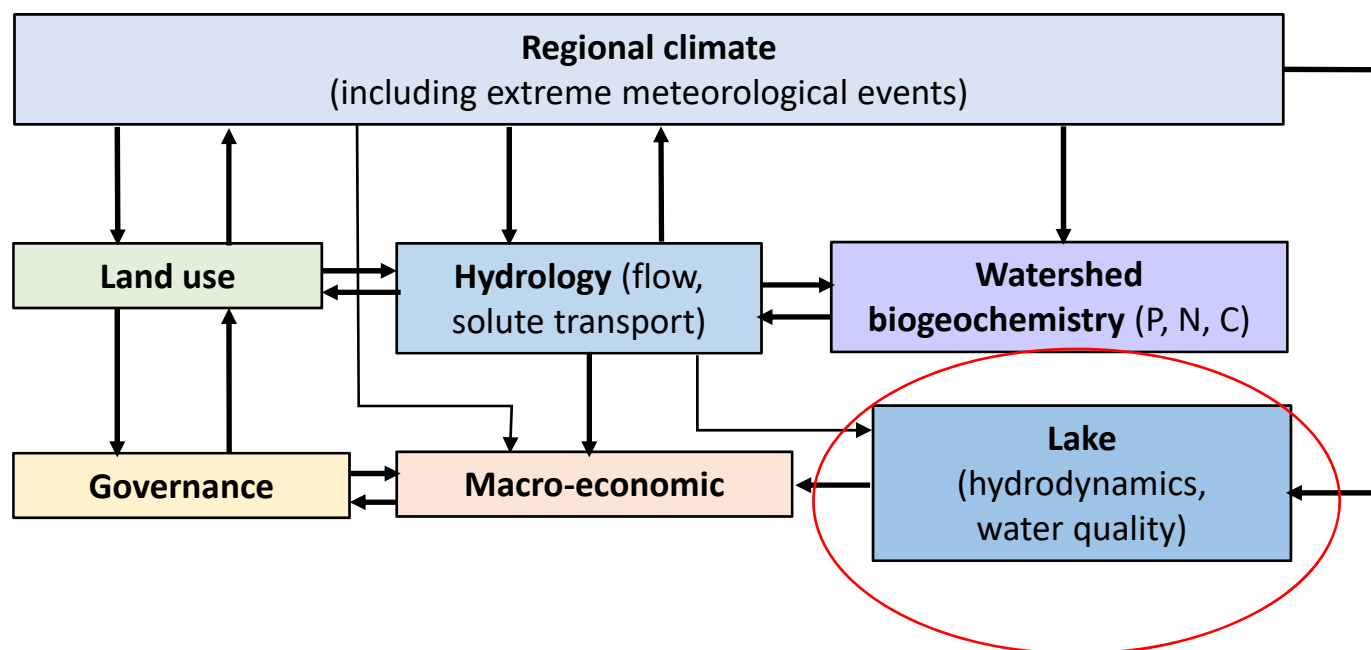 Regional climate
(including extreme meteorological events)
Land use
Hydrology (flow,
solute transport)
Watershed
biogeochemistry (P, N, C)
Governance
Macro-economic
Lake
(hydrodynamics,
water quality)